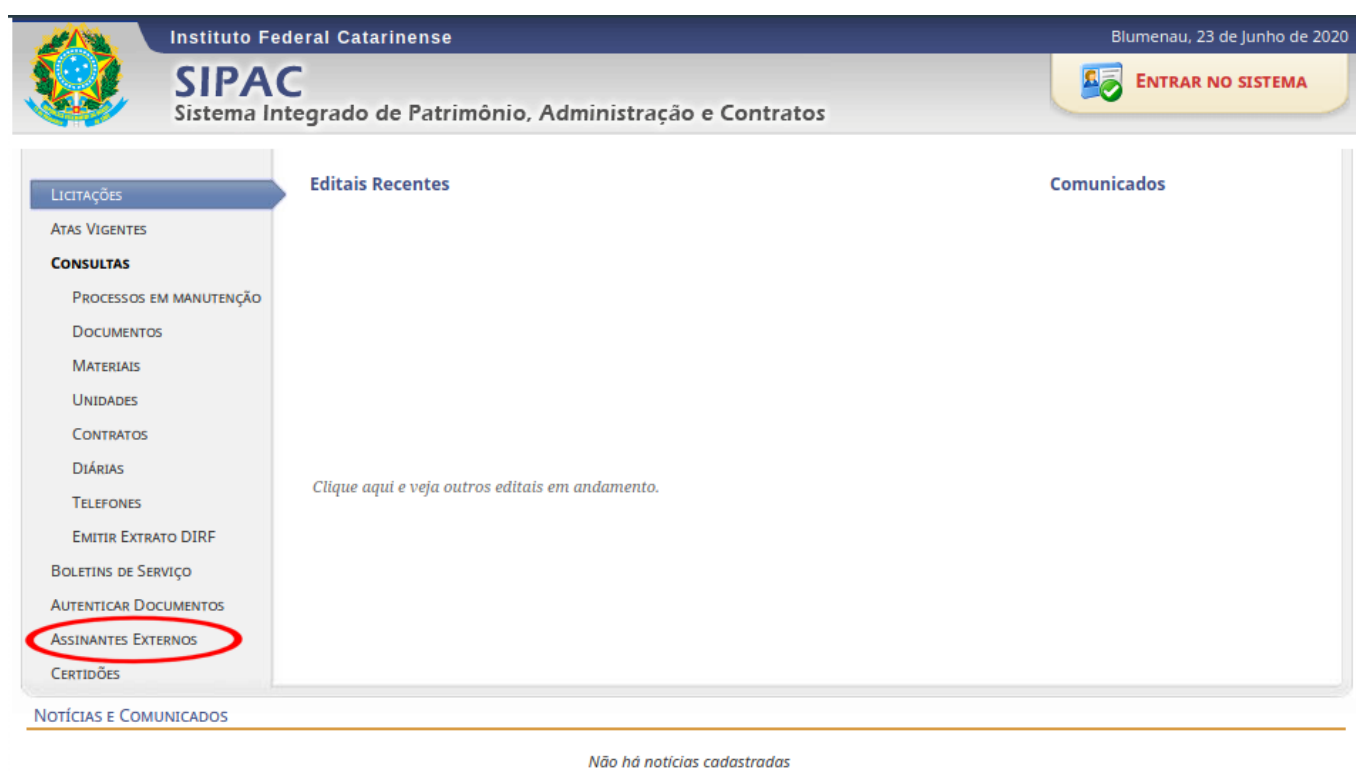 Instituto Federal Catarinense
Blumenau, 23 de Junho de 2020
SIPAC
Sistema Integrado de Patrimônio, Administração e Contratos
ENTRAR NO SISTEMA
LICITAÇÕES
ATAS VIGENTES
CONSULTAS
PROCESSOS EM MANUTENÇÃO
DOCUMENTOS
MATERIAIS
UNIDADES
CONTRATOS
DIÁRIAS
TELEFONES
EMITIR EXTRATO DIRF
BOLETINS DE SERVIÇO
AUTENTICAR DOCUMENTOS
ASSINANTES EXTERNOS
CERTIDÕES
Editais Recentes
Clique aqui e veja outros editais em andamento.
Comunicados
NOTÍCIAS E COMUNICADOS
Não há notícias cadastradas